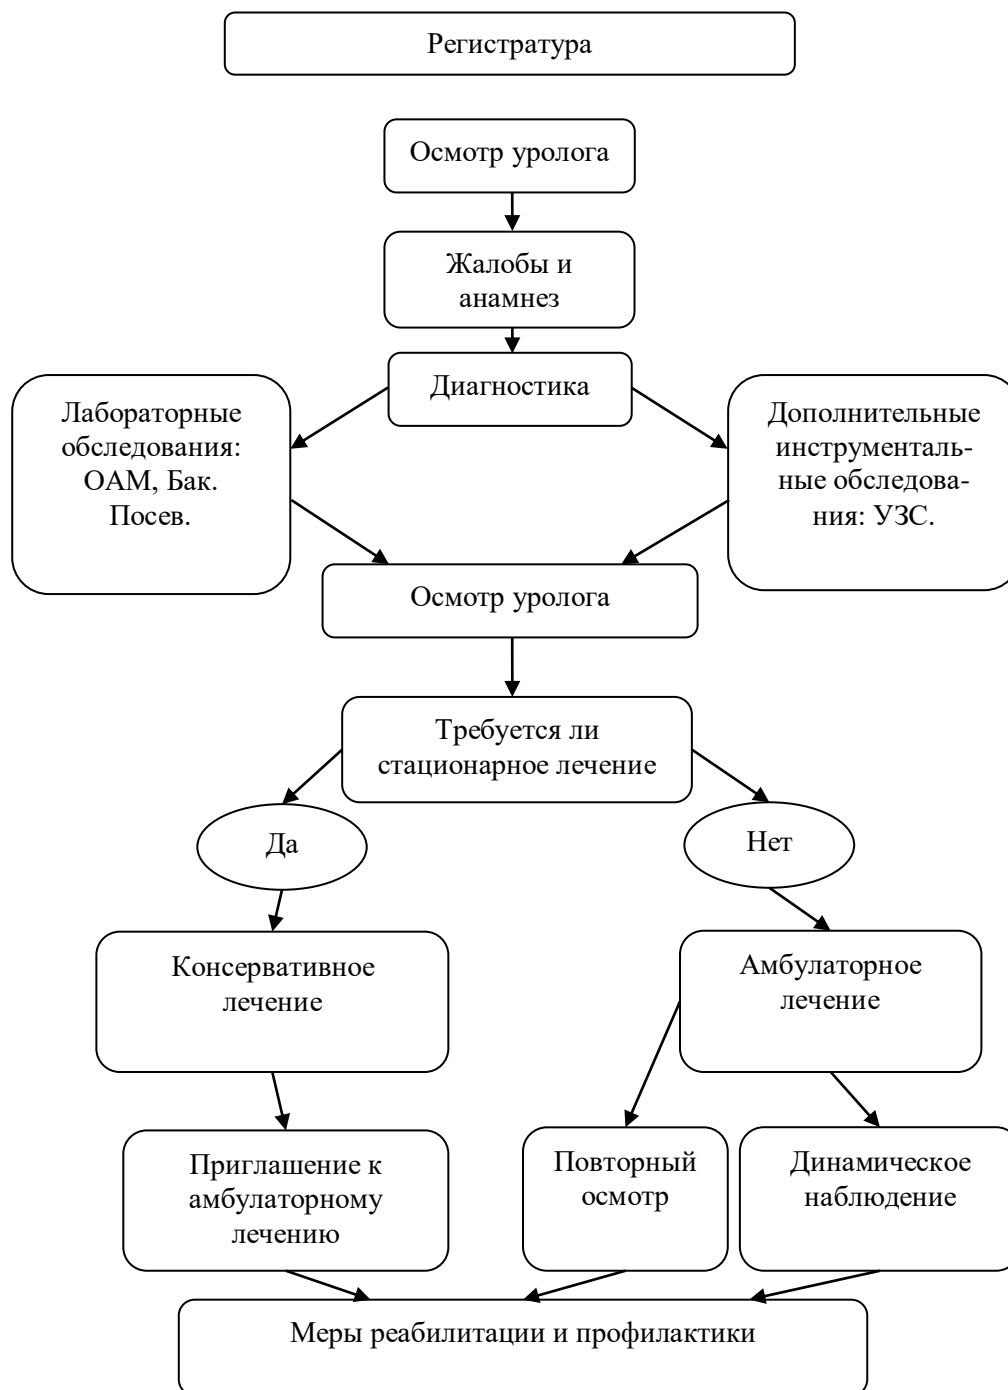 Регистратура
Осмотр уролога
Жалобы и
анамнез
Диагностика
Лабораторные
обследования:
ОАМ, Бак.
Посев.
Дополнительные
инструменталь-
ные обследова-
ния: УЗС.
Осмотр уролога
Требуется ли
стационарное лечение
Да
Нет
Консервативное
лечение
Амбулаторное
лечение
Приглашение к
амбулаторному
лечению
Повторный
осмотр
Динамическое
наблюдение
Меры реабилитации и профилактики